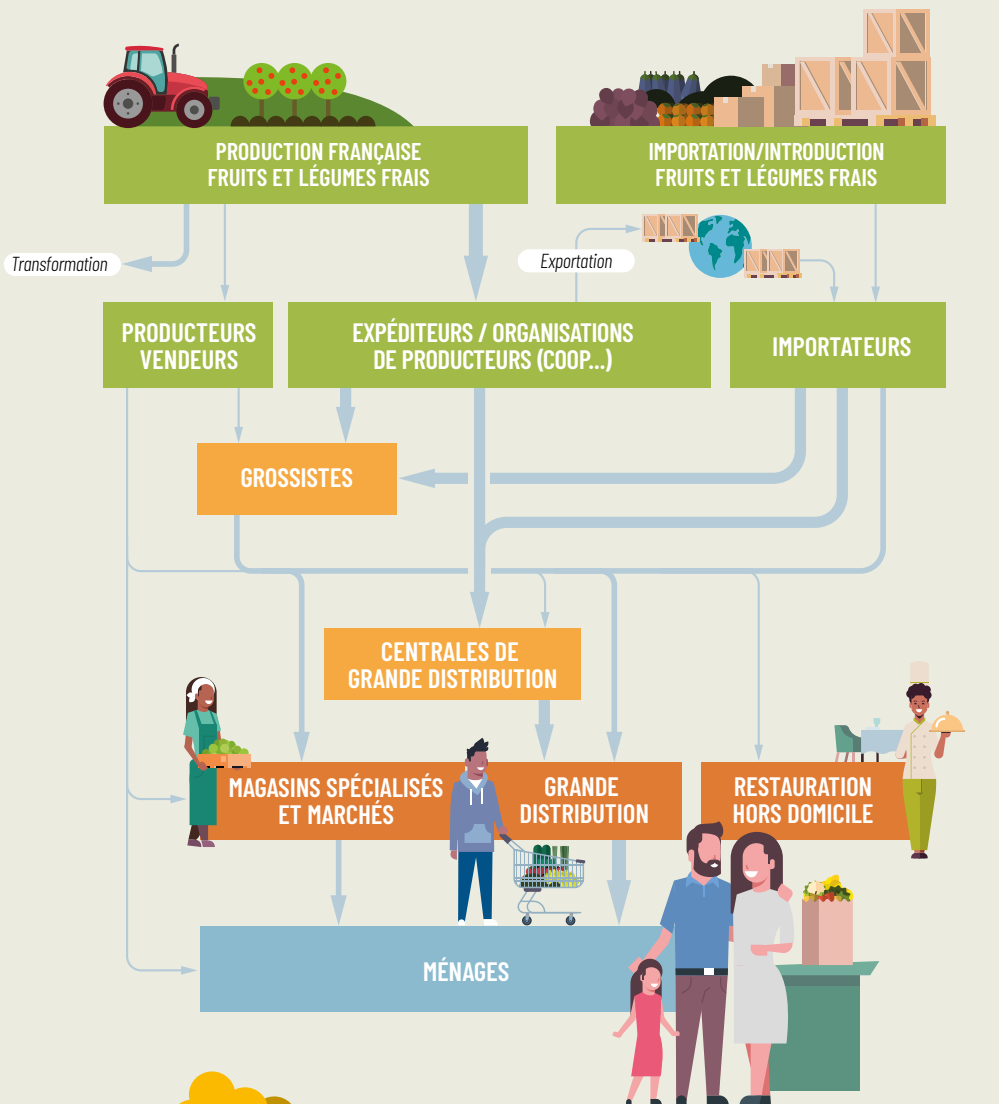 PRODUCTION FRANÇAISE
FRUITS ET LÉGUMES FRAIS
IMPORTATION/INTRODUCTION
FRUITS ET LÉGUMES FRAIS
Transformation
Exportation
PRODUCTEURS
VENDEURS
EXPÉDITEURS / ORGANISATIONS
DE PRODUCTEURS (COOP...)
IMPORTATEURS
GROSSISTES
CENTRALES DE
GRANDE DISTRIBUTION
MAGASINS SPÉCIALISÉS
ET MARCHÉS
GRANDE
DISTRIBUTION
RESTAURATION
HORS DOMICILE
MÉNAGES